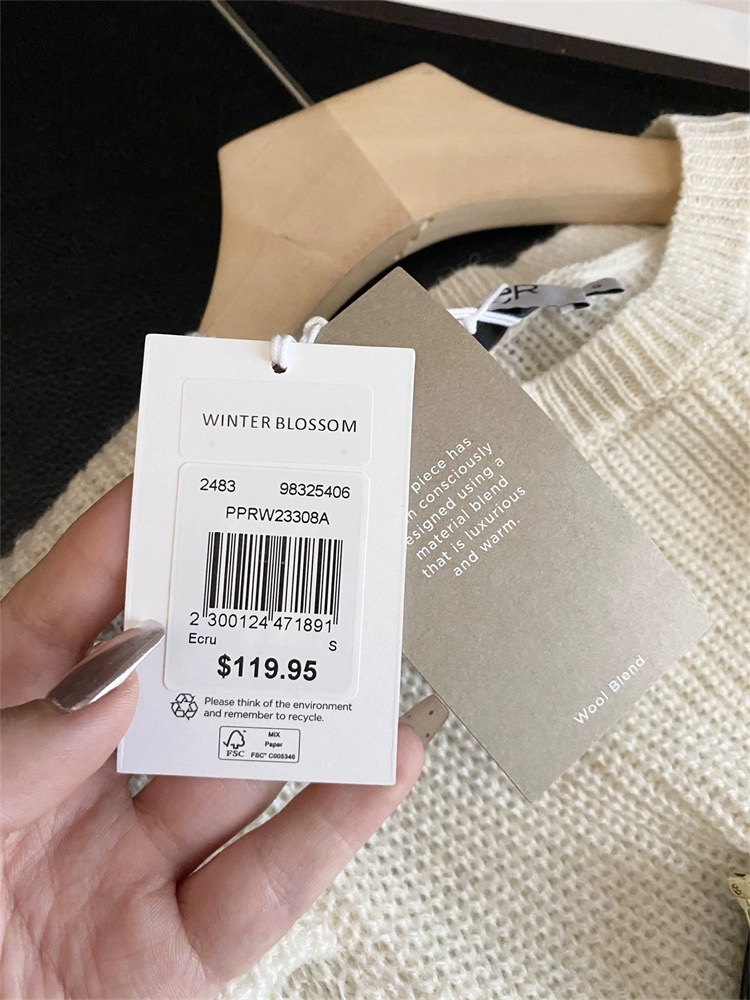 WINTER BLOSSOM
2483 98325406
PPRW23308A
2 300124 471891
Ecru S
$119.95
Please think of the environment
and remember to recycle.
FSC
MIX
Paper
FSC® C005346
piece has
consciously
using a
material blend
that is luxurious
and warm.
Wool Blend